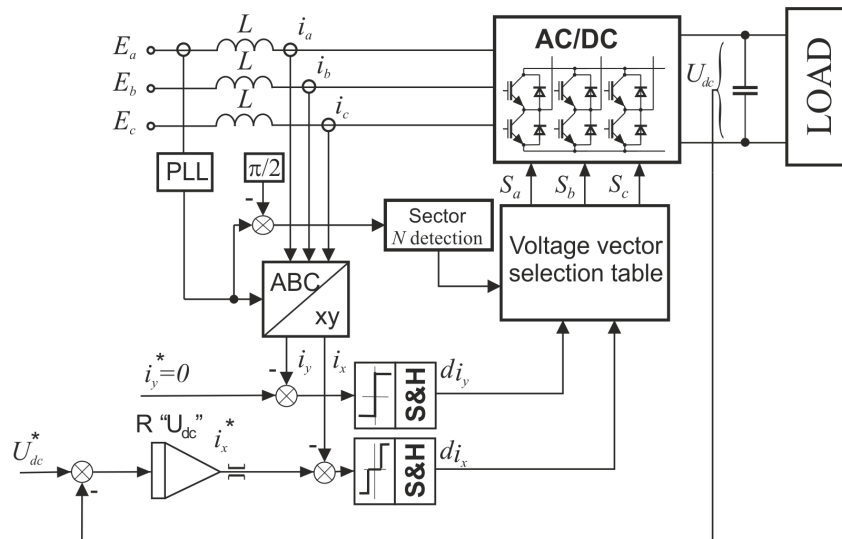 E_a
L
i_a
E_b
L
i_b
E_c
L
i_c
AC/DC
U_dc
LOAD
PLL
π/2
-
S_a
S_b
S_c
Sector
N detection
Voltage vector
selection table
ABC
xy
i_y
i_x
i_y^*=0
-
S&H
di_y
R "U_dc"
i_x^*
-
S&H
di_x
U_dc^*
-